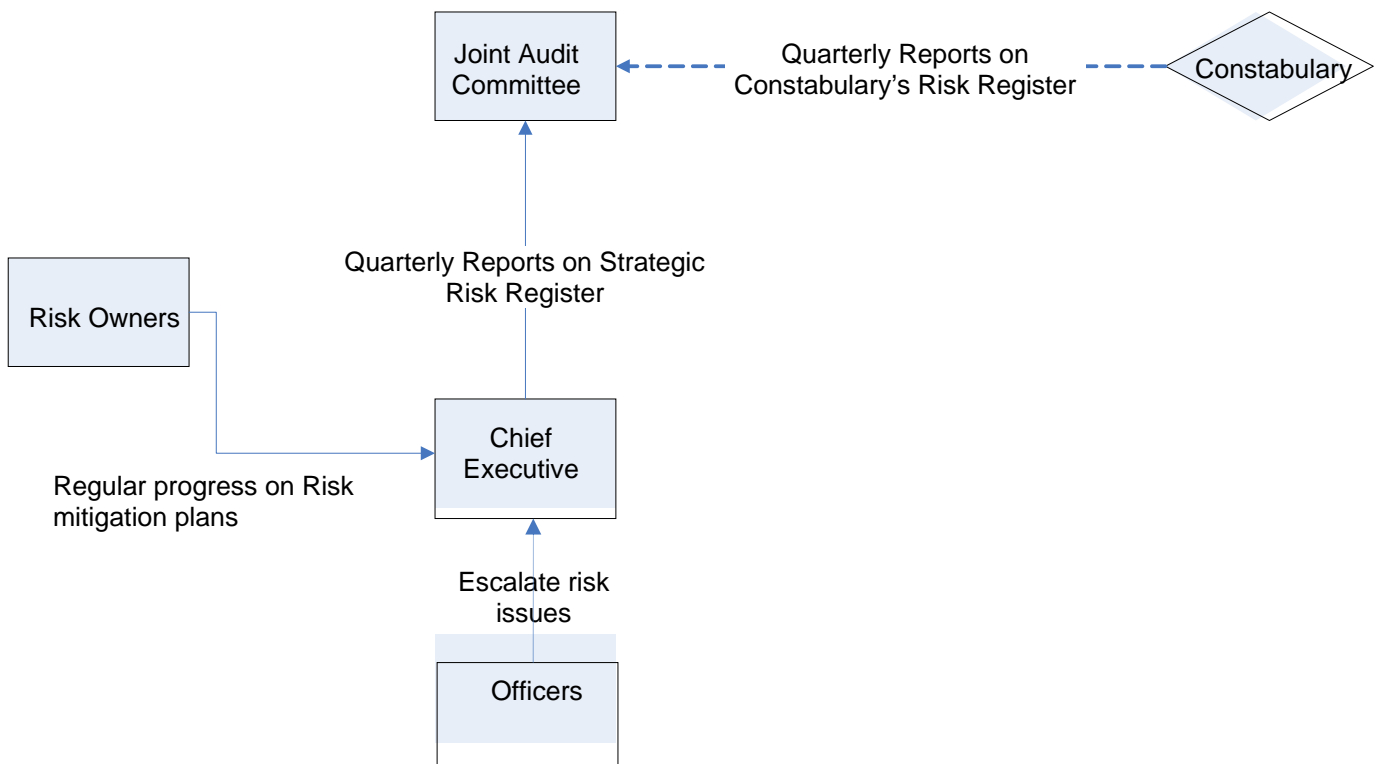 Joint Audit
Committee
Quarterly Reports on
Constabulary’s Risk Register
Constabulary
Quarterly Reports on Strategic
Risk Register
Risk Owners
Chief
Executive
Regular progress on Risk
mitigation plans
Escalate risk
issues
Officers